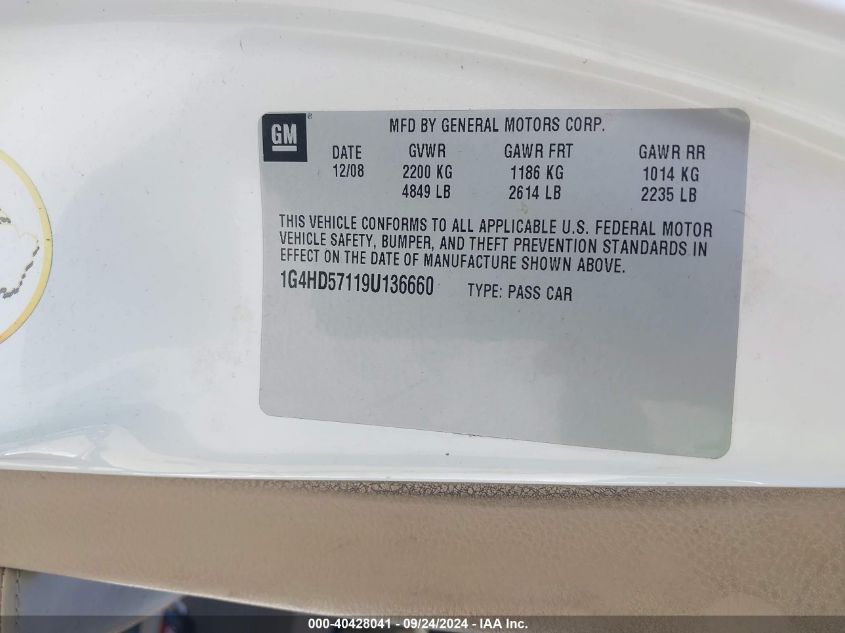 GM ®
MFD BY GENERAL MOTORS CORP.
DATE GVWR GAWR FRT GAWR RR
12/08 2200 KG 1186 KG 1014 KG
4849 LB 2614 LB 2235 LB
THIS VEHICLE CONFORMS TO ALL APPLICABLE U.S. FEDERAL MOTOR
VEHICLE SAFETY, BUMPER, AND THEFT PREVENTION STANDARDS IN
EFFECT ON THE DATE OF MANUFACTURE SHOWN ABOVE.
1G4HD57119U136660 TYPE: PASS CAR
000-40428041 - 09/24/2024 - IAA Inc.